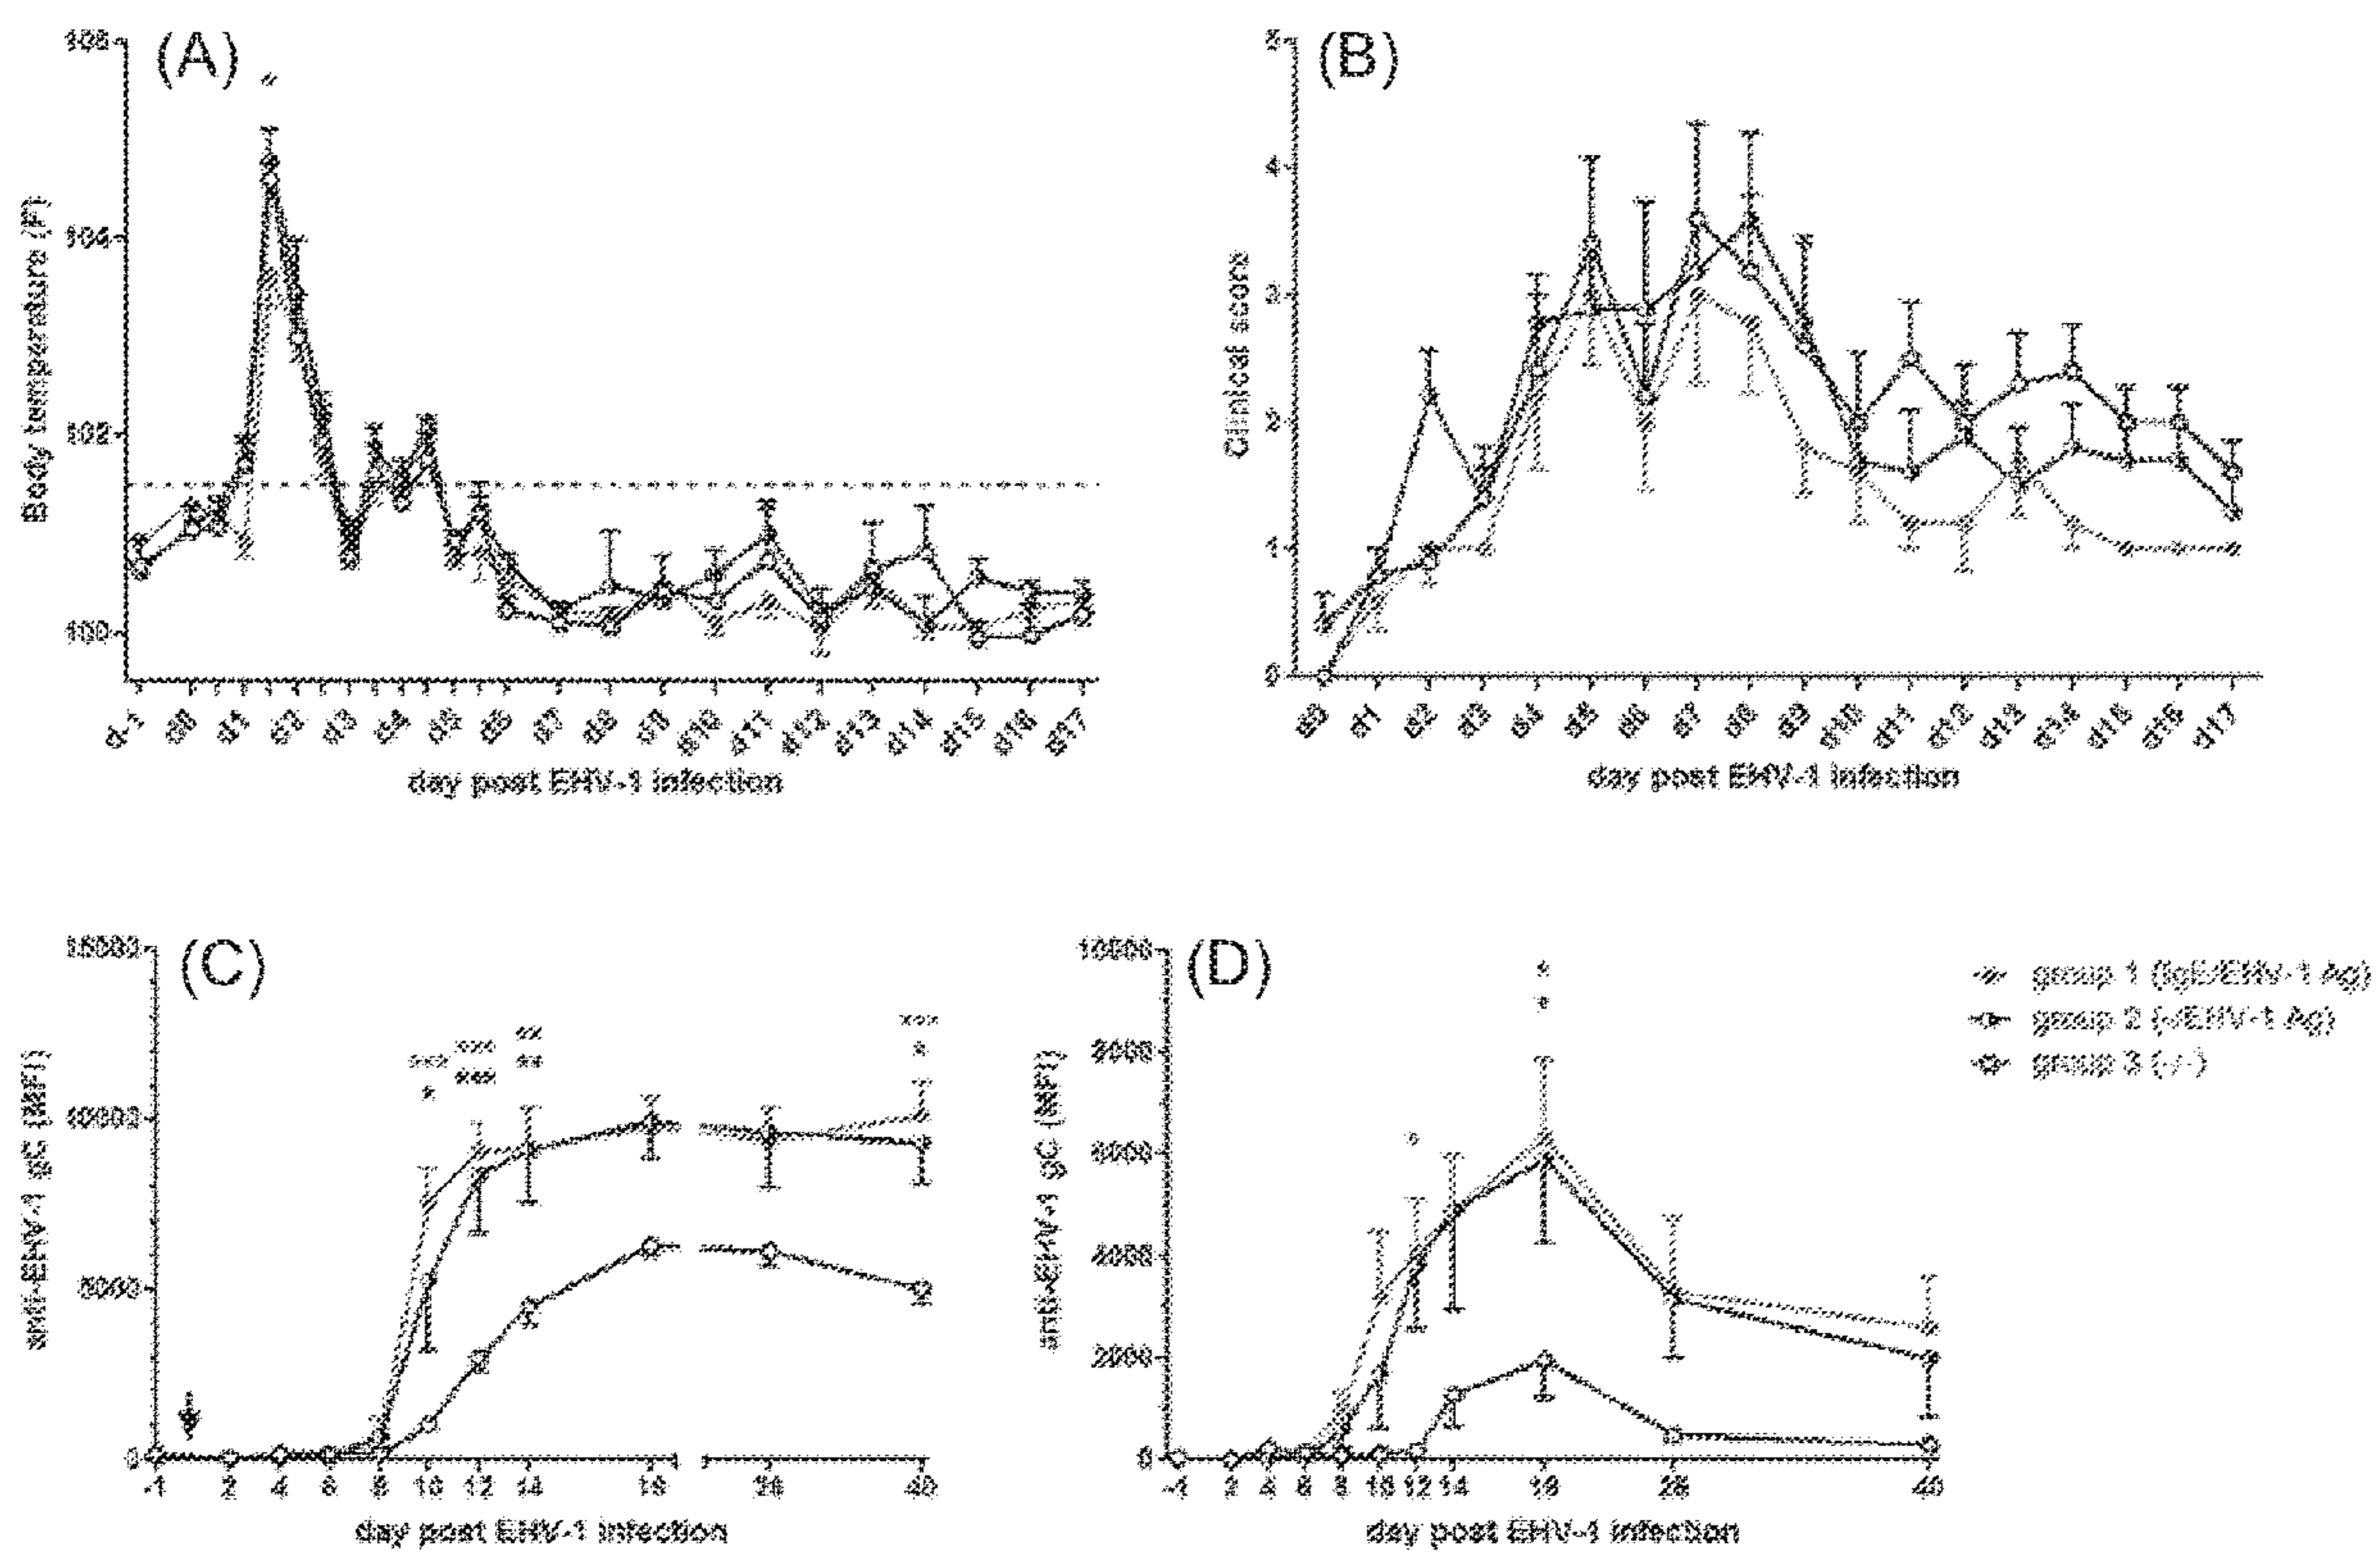 (A)
106
104
102
100
Body temperature (F)
d-1 d0 d1 d2 d3 d4 d5 d6 d7 d8 d9 d10 d11 d12 d13 d14 d15 d16 d17
day post EHV-1 infection
(B)
5
4
3
2
1
0
Clinical score
d0 d1 d2 d3 d4 d5 d6 d7 d8 d9 d10 d11 d12 d13 d14 d15 d16 d17
day post EHV-1 infection
(C)
15000
10000
5000
0
anti-EHV-1 gC (MFI)
*** *** ** *** 
* *** ** *
-1 2 4 6 8 10 12 14 40
day post EHV-1 infection
(D)
10000
8000
6000
4000
2000
0
anti-EHV-1 gC (MFI)
*
*
*
-1 2 4 6 8 10 12 14 19 28 40
day post EHV-1 infection
group 1 (IgE/EHV-1 Ag)
group 2 (-/EHV-1 Ag)
group 3 (-/-)